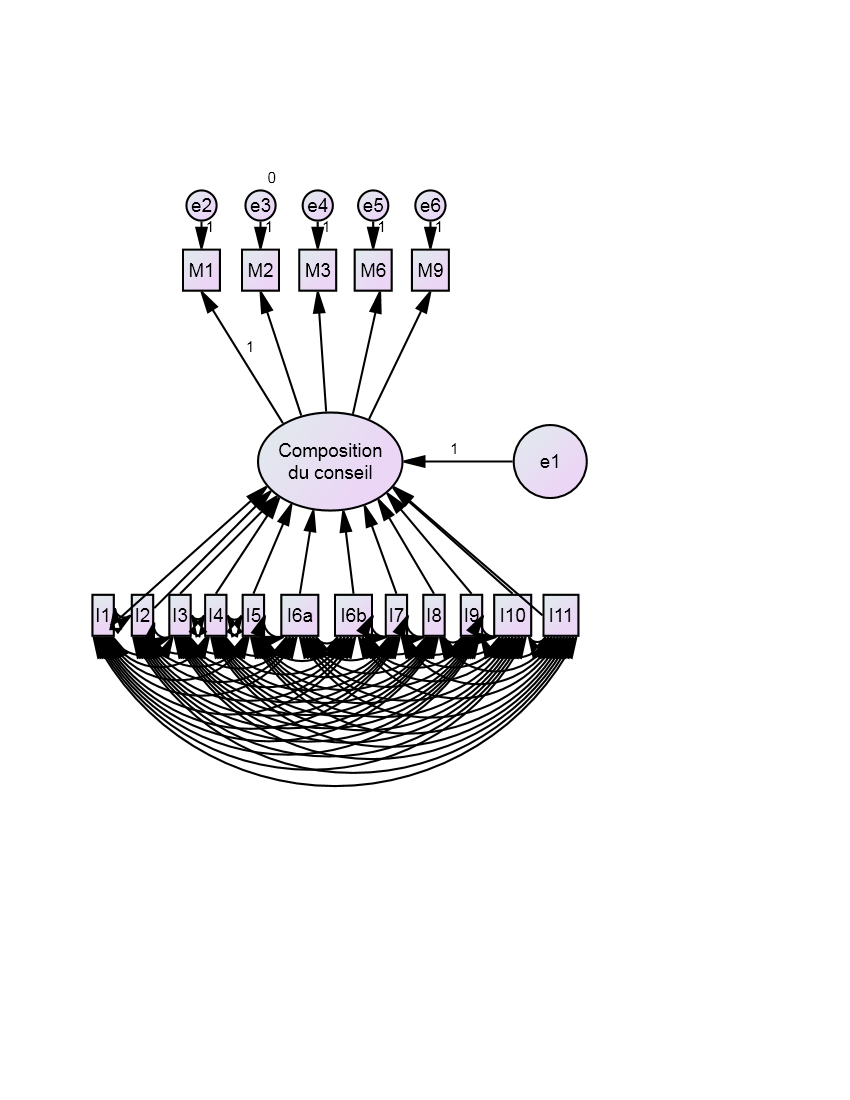 0
e2 e3 e4 e5 e6
1 1 1 1 1
M1 M2 M3 M6 M9
1
Composition
du conseil
1
e1
I1 I2 I3 I4 I5 I6a I6b I7 I8 I9 I10 I11